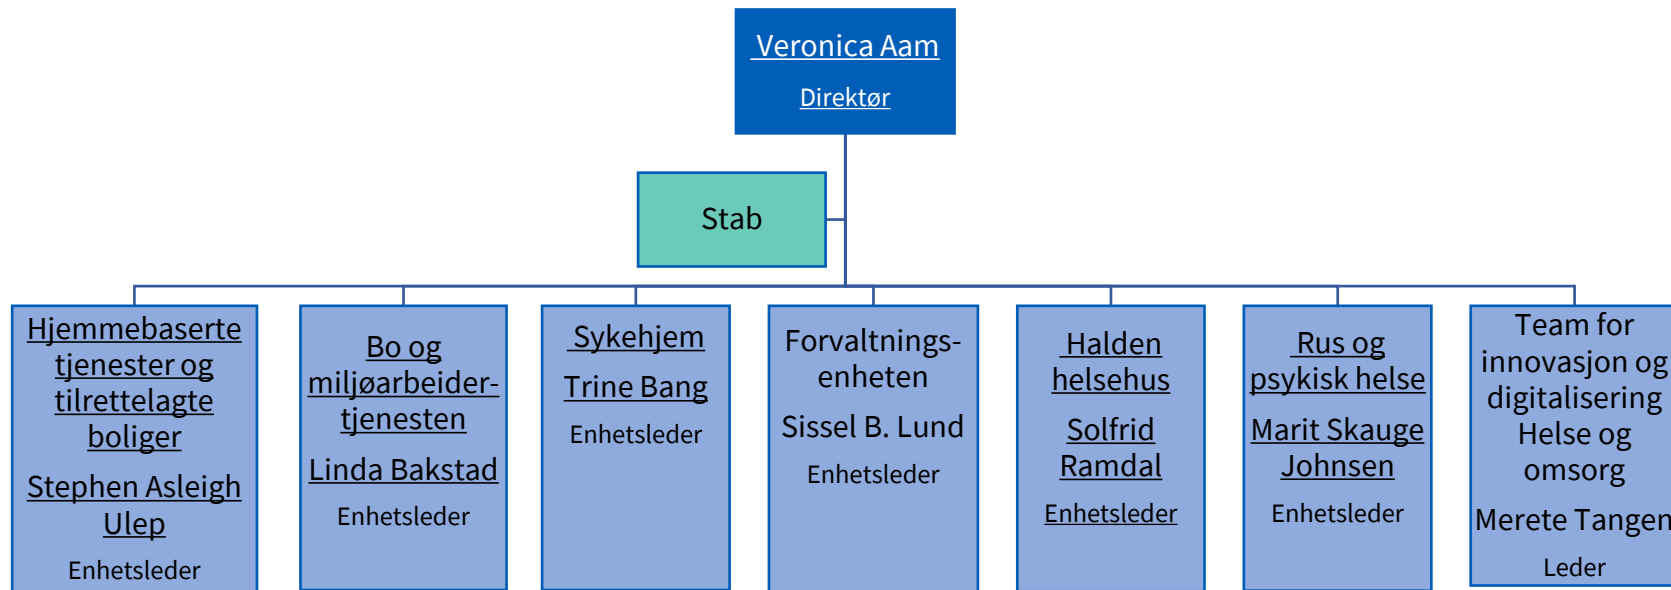 Veronica Aam
Direktør
Stab
Hjemmebaserte
tjenester og
tilrettelagte
boliger
Stephen Asleigh
Ulep
Enhetsleder
Bo og
miljøarbeider-
tjenesten
Linda Bakstad
Enhetsleder
Sykehjem
Trine Bang
Enhetsleder
Forvaltnings-
enheten
Sissel B. Lund
Enhetsleder
Halden
helsehus
Solfrid
Ramdal
Enhetsleder
Rus og
psykisk helse
Marit Skauge
Johnsen
Enhetsleder
Team for
innovasjon og
digitalisering
Helse og
omsorg
Merete Tangen
Leder